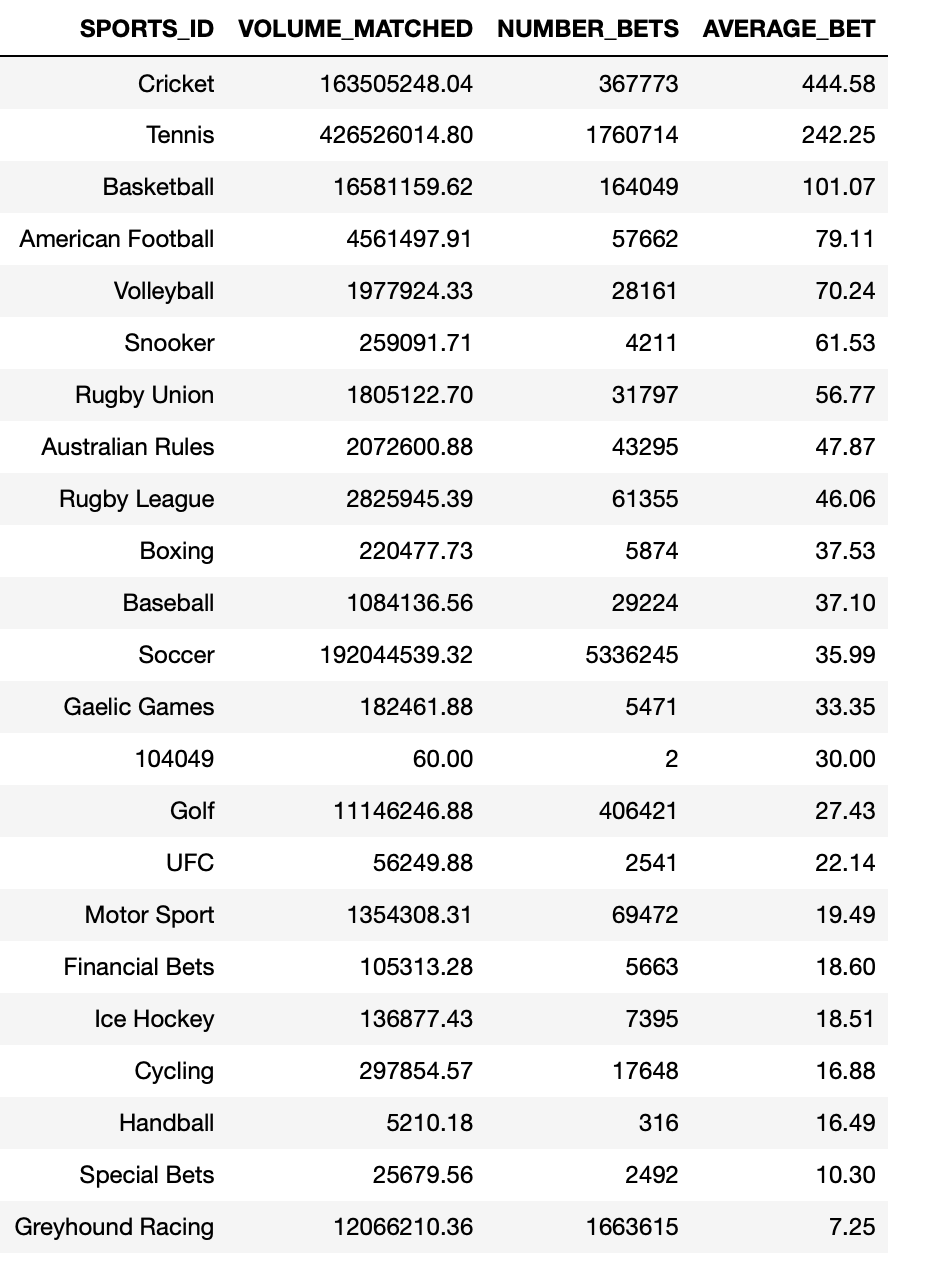 SPORTS_ID VOLUME_MATCHED NUMBER_BETS AVERAGE_BET
Cricket 163505248.04 367773 444.58
Tennis 426526014.80 1760714 242.25
Basketball 16581159.62 164049 101.07
American Football 4561497.91 57662 79.11
Volleyball 1977924.33 28161 70.24
Snooker 259091.71 4211 61.53
Rugby Union 1805122.70 31797 56.77
Australian Rules 2072600.88 43295 47.87
Rugby League 2825945.39 61355 46.06
Boxing 220477.73 5874 37.53
Baseball 1084136.56 29224 37.10
Soccer 192044539.32 5336245 35.99
Gaelic Games 182461.88 5471 33.35
104049 60.00 2 30.00
Golf 11146246.88 406421 27.43
UFC 56249.88 2541 22.14
Motor Sport 1354308.31 69472 19.49
Financial Bets 105313.28 5663 18.60
Ice Hockey 136877.43 7395 18.51
Cycling 297854.57 17648 16.88
Handball 5210.18 316 16.49
Special Bets 25679.56 2492 10.30
Greyhound Racing 12066210.36 1663615 7.25